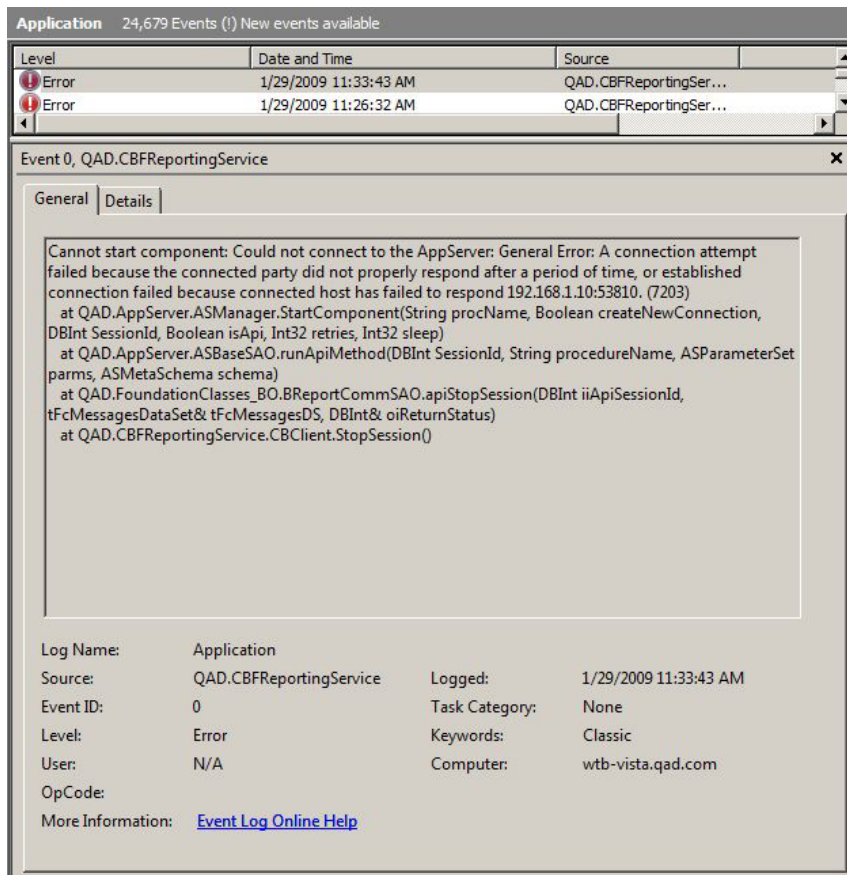 Application 24,679 Events (!) New events available
Level Date and Time Source
Error 1/29/2009 11:33:43 AM QAD.CBFReportingSer...
Error 1/29/2009 11:26:32 AM QAD.CBFReportingSer...
Event 0, QAD.CBFReportingService
General Details
Cannot start component: Could not connect to the AppServer: General Error: A connection attempt
failed because the connected party did not properly respond after a period of time, or established
connection failed because connected host has failed to respond 192.168.1.10:53810. (7203)
at QAD.AppServer.ASManager.StartComponent(String procName, Boolean createNewConnection,
DBInt SessionId, Boolean isApi, Int32 retries, Int32 sleep)
at QAD.AppServer.ASBaseSAO.runApiMethod(DBInt SessionId, String procedureName, ASParameterSet
parms, ASMetaSchema schema)
at QAD.FoundationClasses_BO.BReportCommSAO.apiStopSession(DBInt iiApiSessionId,
tFcMessagesDataSet& tFcMessagesDS, DBInt& oiReturnStatus)
at QAD.CBFReportingService.CBClient.StopSession()
Log Name: Application
Source: QAD.CBFReportingService Logged: 1/29/2009 11:33:43 AM
Event ID: 0 Task Category: None
Level: Error Keywords: Classic
User: N/A Computer: wtb-vista.qad.com
OpCode:
More Information: Event Log Online Help